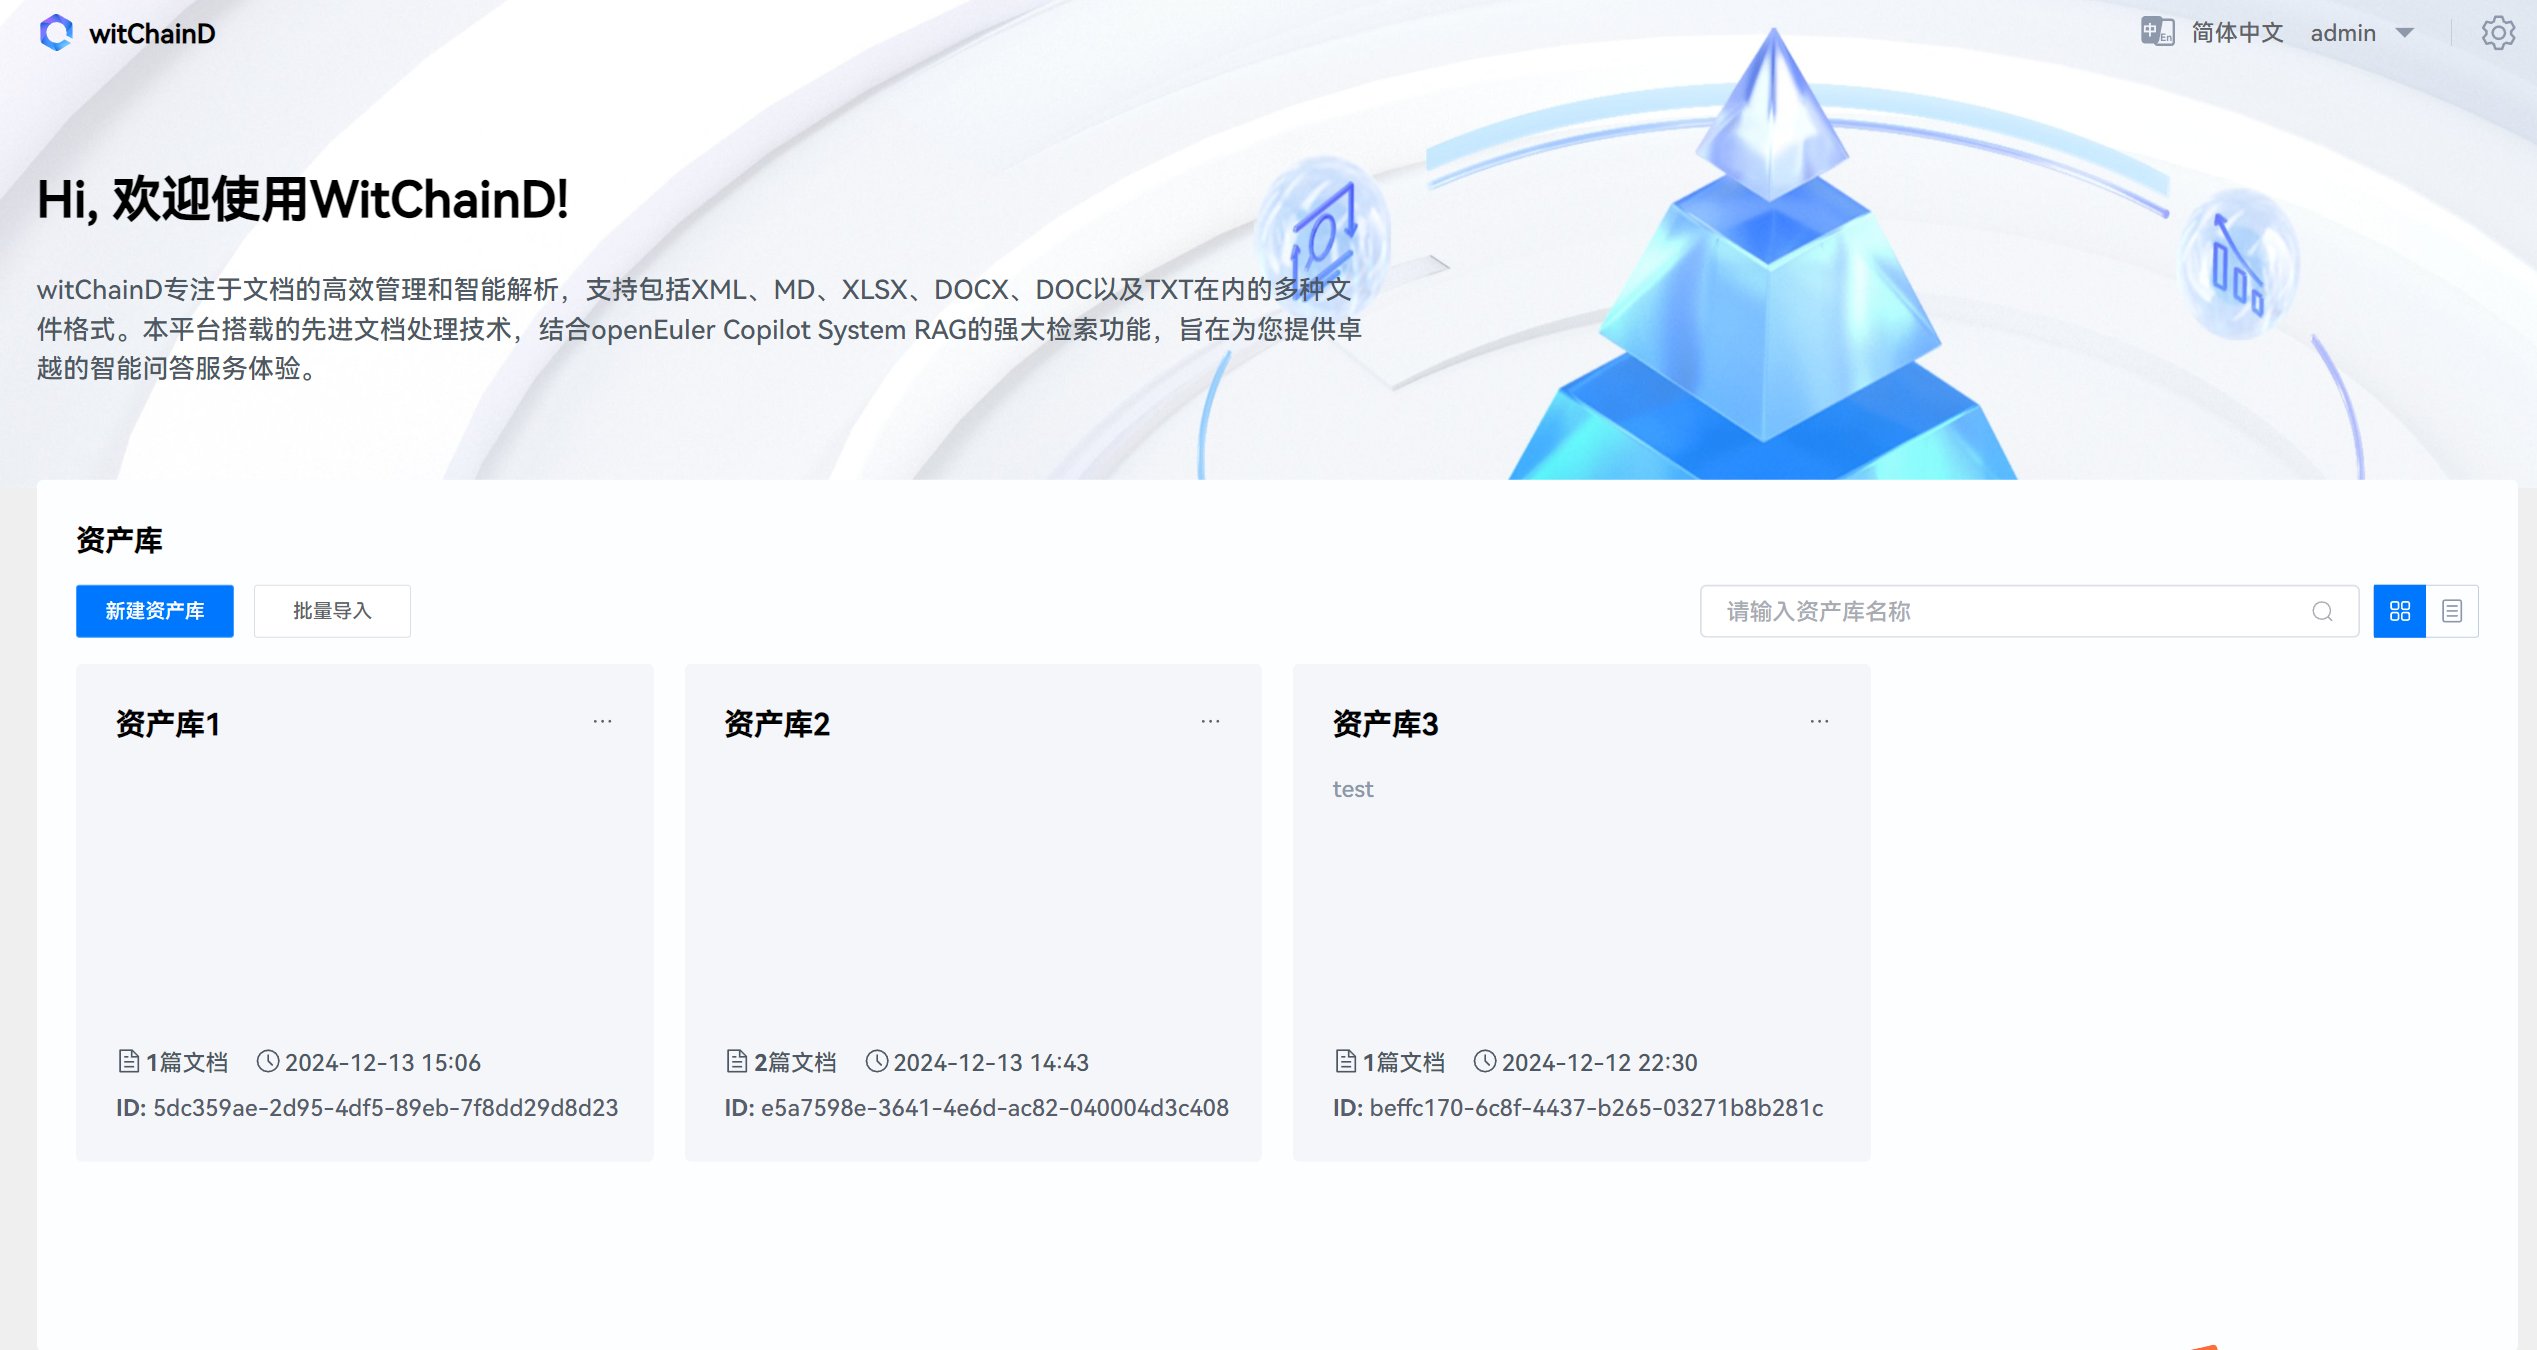 witChainD
简体中文 admin
Hi, 欢迎使用WitChainD!
witChainD专注于文档的高效管理和智能解析，支持包括XML、MD、XLSX、DOCX、DOC以及TXT在内的多种文
件格式。本平台搭载的先进文档处理技术，结合openEuler Copilot System RAG的强大检索功能，旨在为您提供卓
越的智能问答服务体验。
资产库
新建资产库 批量导入 请输入资产库名称
资产库1
1篇文档 2024-12-13 15:06
ID: 5dc359ae-2d95-4df5-89eb-7f8dd29d8d23
资产库2
2篇文档 2024-12-13 14:43
ID: e5a7598e-3641-4e6d-ac82-040004d3c408
资产库3
test
1篇文档 2024-12-12 22:30
ID: beffc170-6c8f-4437-b265-03271b8b281c